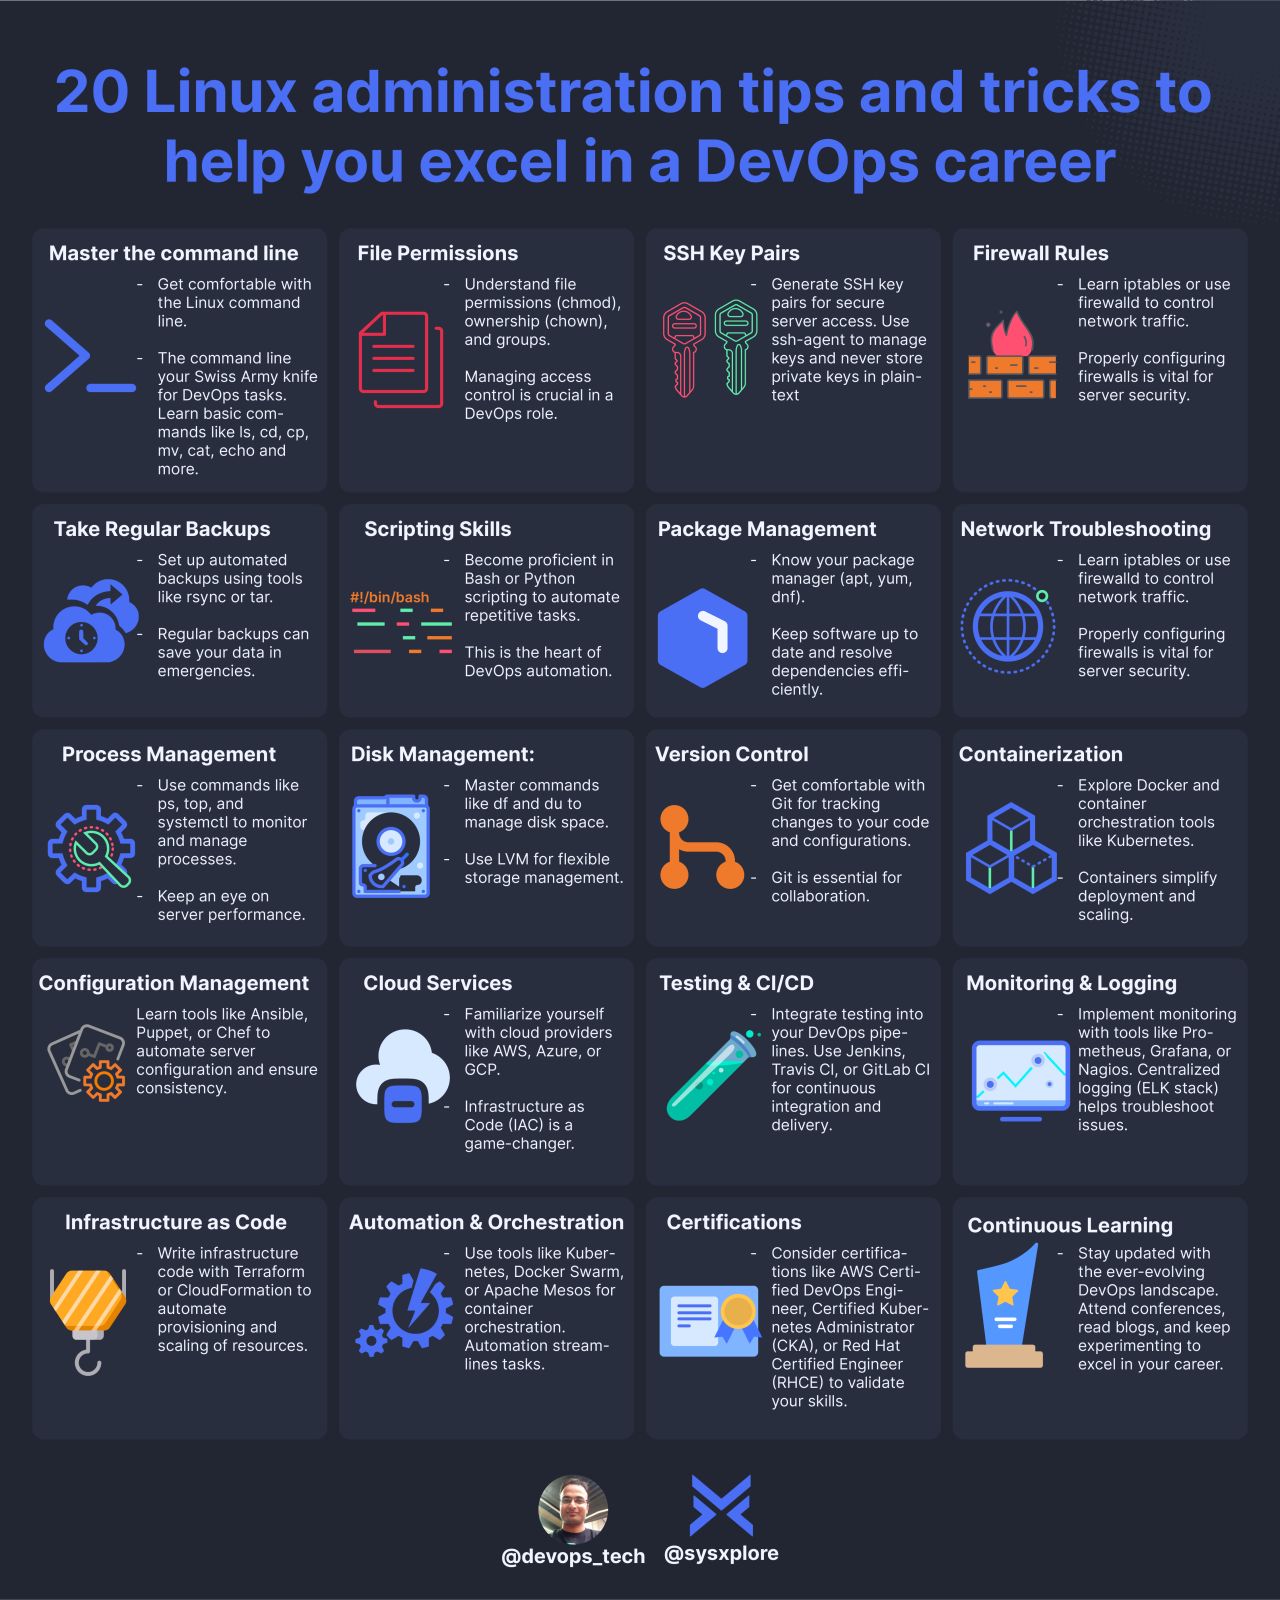 20 Linux administration tips and tricks to
help you excel in a DevOps career
Master the command line
- Get comfortable with
the Linux command
line.
- The command line
your Swiss Army knife
for DevOps tasks.
Learn basic com-
mands like ls, cd, cp,
mv, cat, echo and
more.
File Permissions
- Understand file
permissions (chmod),
ownership (chown),
and groups.
Managing access
control is crucial in a
DevOps role.
SSH Key Pairs
- Generate SSH key
pairs for secure
server access. Use
ssh-agent to manage
keys and never store
private keys in plain-
text
Firewall Rules
- Learn iptables or use
firewalld to control
network traffic.
Properly configuring
firewalls is vital for
server security.
Take Regular Backups
- Set up automated
backups using tools
like rsync or tar.
- Regular backups can
save your data in
emergencies.
Scripting Skills
#!/bin/bash
- Become proficient in
Bash or Python
scripting to automate
repetitive tasks.
This is the heart of
DevOps automation.
Package Management
- Know your package
manager (apt, yum,
dnf).
Keep software up to
date and resolve
dependencies effi-
ciently.
Network Troubleshooting
- Learn iptables or use
firewalld to control
network traffic.
Properly configuring
firewalls is vital for
server security.
Process Management
- Use commands like
ps, top, and
systemctl to monitor
and manage
processes.
- Keep an eye on
server performance.
Disk Management:
- Master commands
like df and du to
manage disk space.
- Use LVM for flexible
storage management.
Version Control
- Get comfortable with
Git for tracking
changes to your code
and configurations.
- Git is essential for
collaboration.
Containerization
- Explore Docker and
container
orchestration tools
like Kubernetes.
- Containers simplify
deployment and
scaling.
Configuration Management
Learn tools like Ansible,
Puppet, or Chef to
automate server
configuration and ensure
consistency.
Cloud Services
- Familiarize yourself
with cloud providers
like AWS, Azure, or
GCP.
- Infrastructure as
Code (IAC) is a
game-changer.
Testing & CI/CD
- Integrate testing into
your DevOps pipe-
lines. Use Jenkins,
Travis CI, or GitLab CI
for continuous
integration and
delivery.
Monitoring & Logging
- Implement monitoring
with tools like Pro-
metheus, Grafana, or
Nagios. Centralized
logging (ELK stack)
helps troubleshoot
issues.
Infrastructure as Code
- Write infrastructure
code with Terraform
or CloudFormation to
automate
provisioning and
scaling of resources.
Automation & Orchestration
- Use tools like Kuber-
netes, Docker Swarm,
or Apache Mesos for
container
orchestration.
Automation stream-
lines tasks.
Certifications
- Consider certifica-
tions like AWS Certi-
fied DevOps Engi-
neer, Certified Kuber-
netes Administrator
(CKA), or Red Hat
Certified Engineer
(RHCE) to validate
your skills.
Continuous Learning
- Stay updated with
the ever-evolving
DevOps landscape.
Attend conferences,
read blogs, and keep
experimenting to
excel in your career.
@devops_tech
@sysxplore